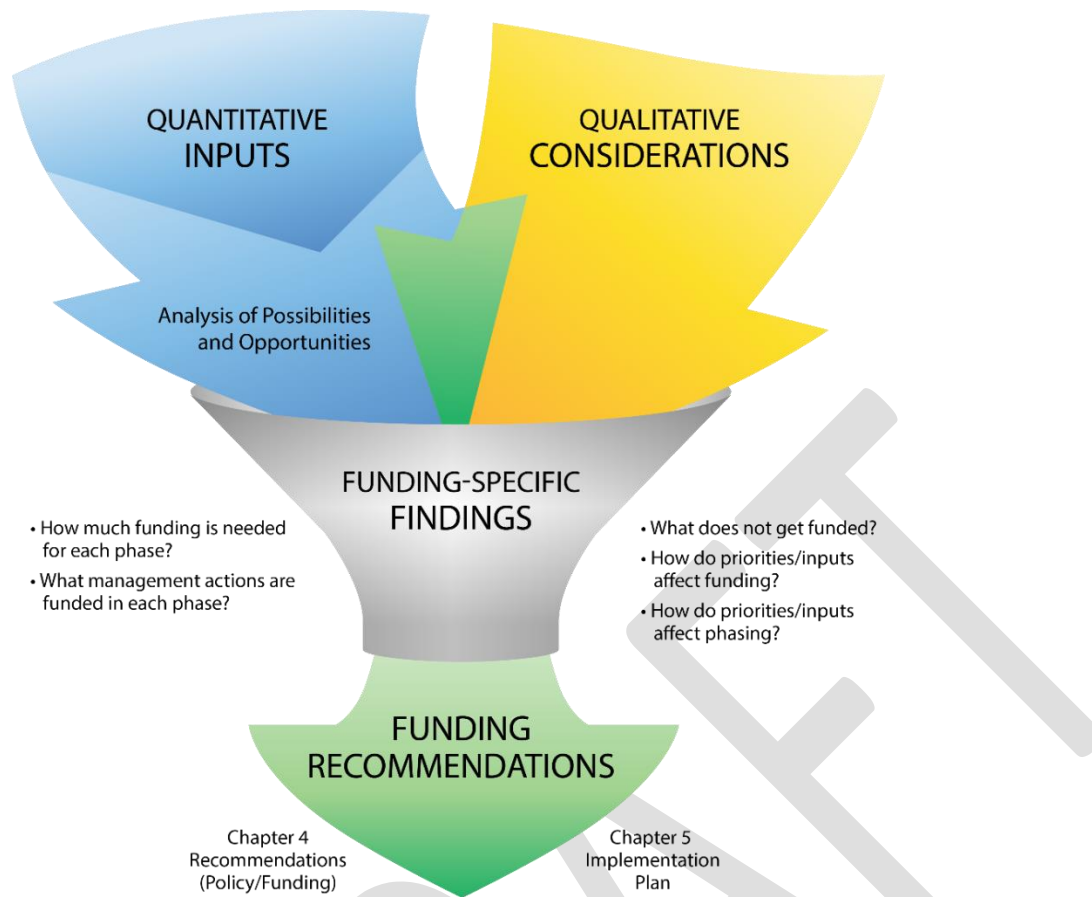 QUANTITATIVE
INPUTS
QUALITATIVE
CONSIDERATIONS
Analysis of Possibilities
and Opportunities
FUNDING-SPECIFIC
FINDINGS
• How much funding is needed
for each phase?
• What management actions are
funded in each phase?
• What does not get funded?
• How do priorities/inputs
affect funding?
• How do priorities/inputs
affect phasing?
FUNDING
RECOMMENDATIONS
Chapter 4
Recommendations
(Policy/Funding)
Chapter 5
Implementation
Plan